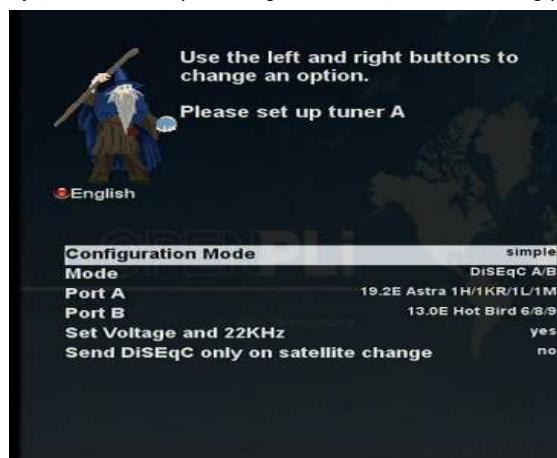 Use the left and right buttons to
change an option.
Please set up tuner A
English
OPENPLi
Configuration Mode simple
Mode DiSEqC A/B
Port A 19.2E Astra 1H/1KR/1L/1M
Port B 13.0E Hot Bird 6/8/9
Set Voltage and 22KHz yes
Send DiSEqC only on satellite change no